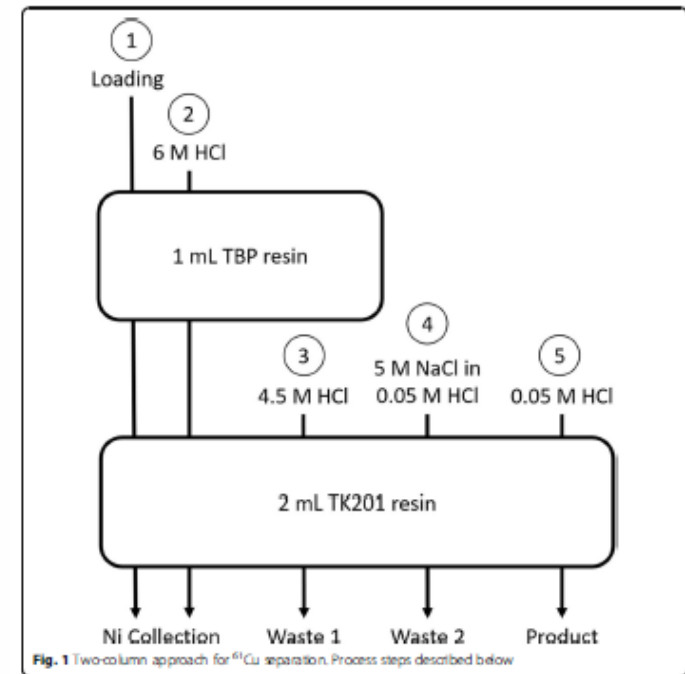 1
Loading
2
6 M HCl
1 mL TBP resin
3
4.5 M HCl
4
5 M NaCl in
0.05 M HCl
5
0.05 M HCl
2 mL TK201 resin
Ni Collection
Waste 1
Waste 2
Product
Fig. 1 Two-column approach for ⁶¹Cu separation. Process steps described below